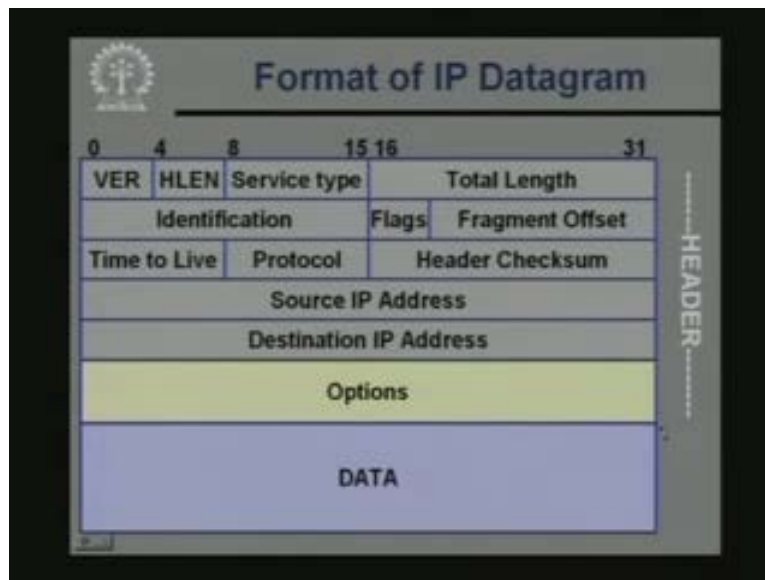 Format of IP Datagram
0 4 8 15 16 31
VER HLEN Service type Total Length
Identification Flags Fragment Offset
Time to Live Protocol Header Checksum
Source IP Address
Destination IP Address
Options
DATA
-------HEADER--------